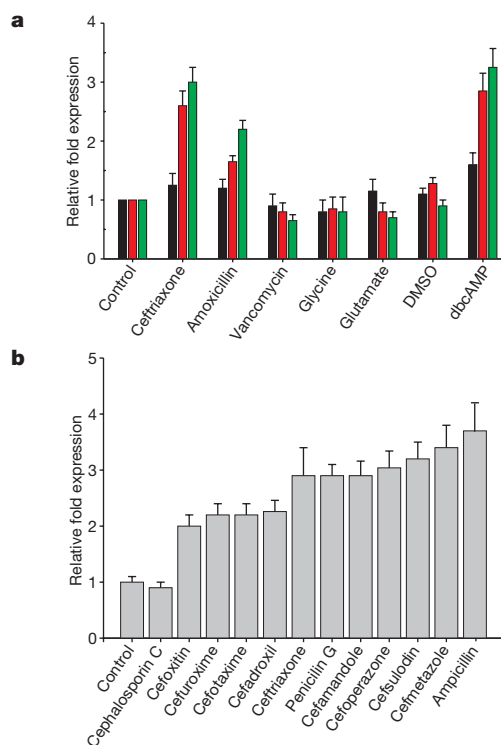 a
Relative fold expression
4
3
2
1
0
Control
Ceftriaxone
Amoxicillin
Vancomycin
Glycine
Glutamate
DMSO
dbcAMP
b
Relative fold expression
5
4
3
2
1
0
Control
Cephalosporin C
Cefoxitin
Cefuroxime
Cefotaxime
Cefadroxil
Ceftriaxone
Penicilin G
Cefamandole
Cefoperazone
Cefsulodin
Cefmetazole
Ampicillin